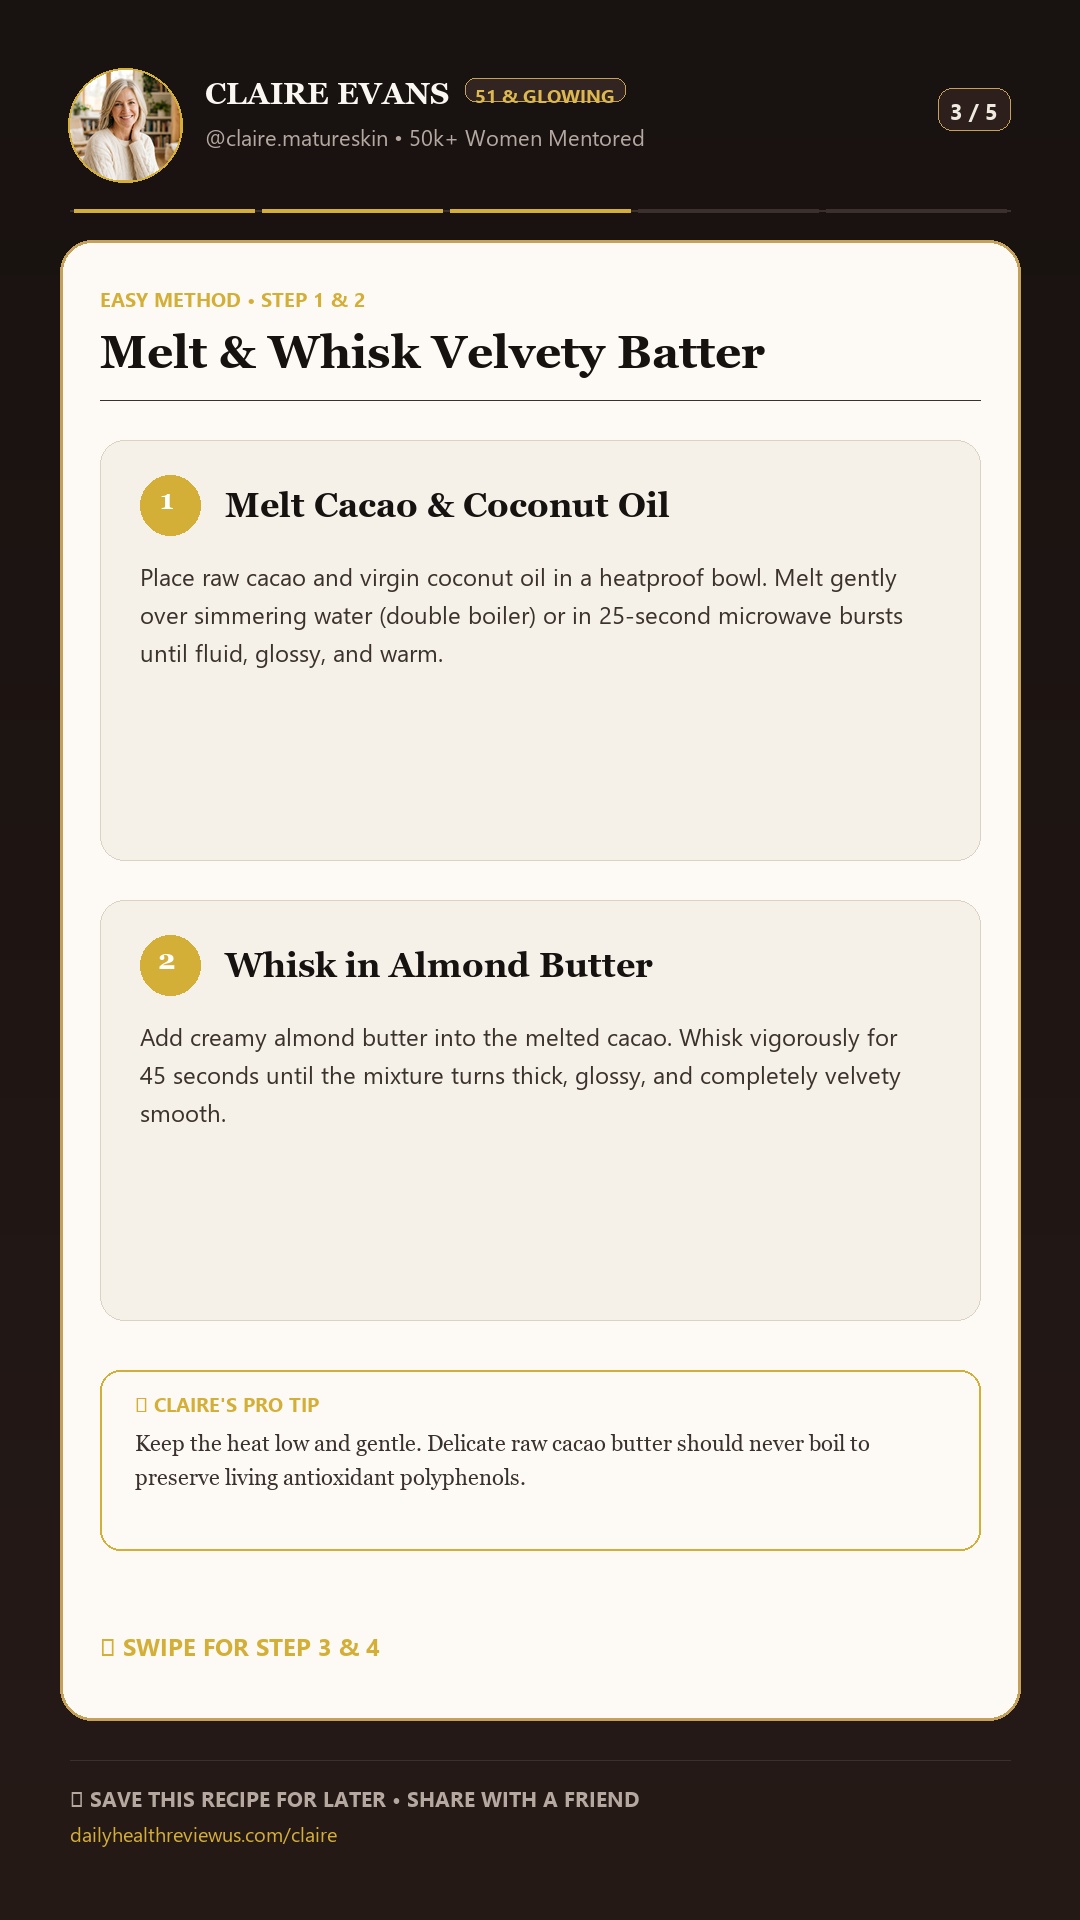 CLAIRE EVANS
51 & GLOWING
@claire.matureskin • 50k+ Women Mentored
3 / 5
EASY METHOD • STEP 1 & 2
Melt & Whisk Velvety Batter
1
Melt Cacao & Coconut Oil
Place raw cacao and virgin coconut oil in a heatproof bowl. Melt gently
over simmering water (double boiler) or in 25-second microwave bursts
until fluid, glossy, and warm.
2
Whisk in Almond Butter
Add creamy almond butter into the melted cacao. Whisk vigorously for
45 seconds until the mixture turns thick, glossy, and completely velvety
smooth.
CLAIRE'S PRO TIP
Keep the heat low and gentle. Delicate raw cacao butter should never boil to
preserve living antioxidant polyphenols.
SWIPE FOR STEP 3 & 4
SAVE THIS RECIPE FOR LATER • SHARE WITH A FRIEND
dailyhealthreviewus.com/claire